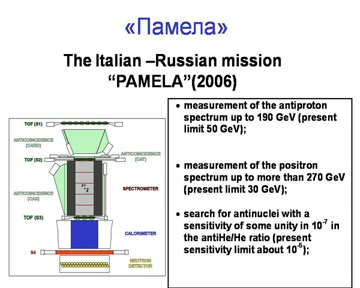 «Памела»
The Italian –Russian mission
“PAMELA”(2006)
TOF (S1)
ANTICOINCIDENCE
(CARD)
TOF (S2)
ANTICOINCIDENCE
(CAT)
SPECTROMETER
ANTICOINCIDENCE
(CAS)
TOF (S3)
CALORIMETER
S4
NEUTRON
DETECTOR
• measurement of the antiproton
spectrum up to 190 GeV (present
limit 50 GeV);
• measurement of the positron
spectrum up to more than 270 GeV
(present limit 30 GeV);
• search for antinuclei with a
sensitivity of some unity in 10⁻⁷ in
the antiHe/He ratio (present
sensitivity limit about 10⁻⁶);